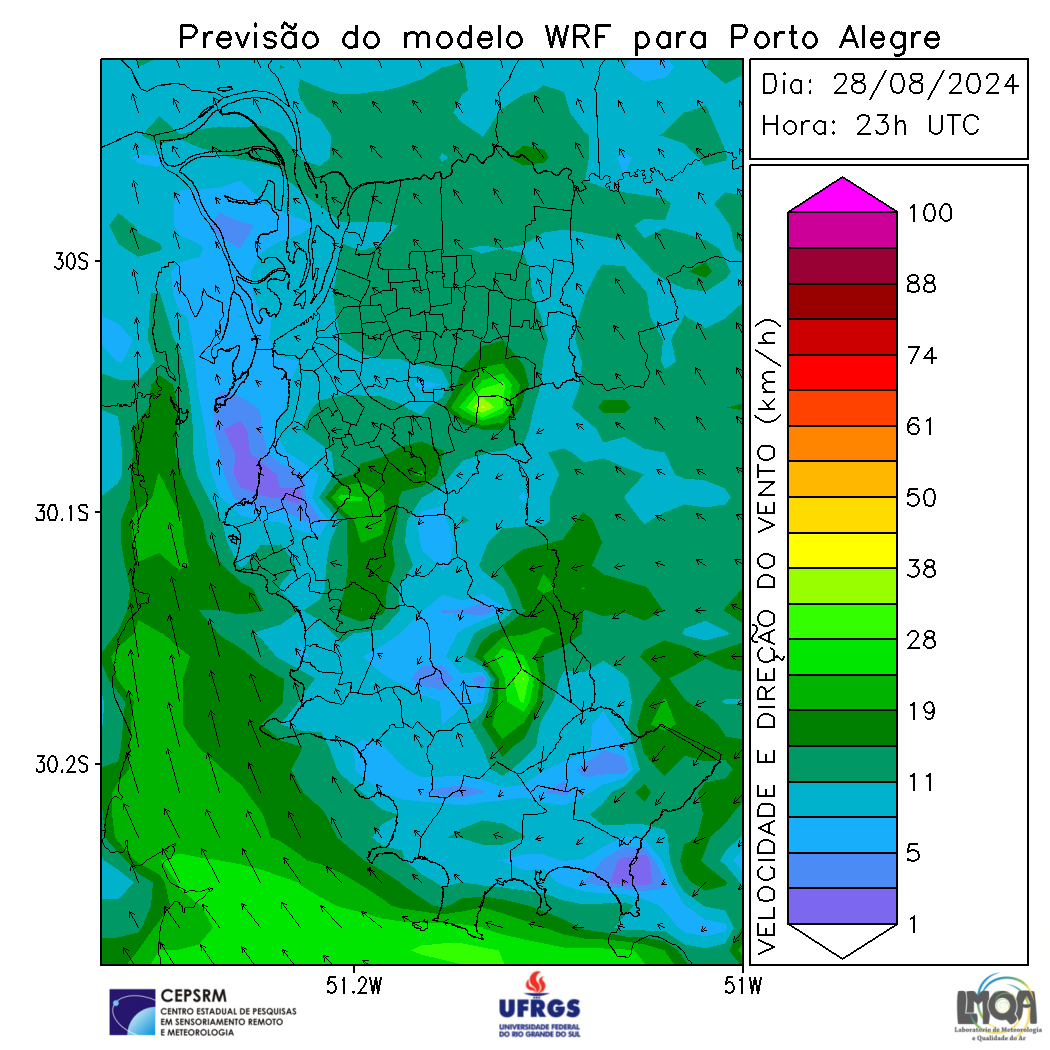 Previsão do modelo WRF para Porto Alegre
Dia: 28/08/2024
Hora: 23h UTC
30S
30.1S
30.2S
51.2W
51W
VELOCIDADE E DIREÇÃO DO VENTO (km/h)
100
88
74
61
50
38
28
19
11
5
1
CEPSRM
CENTRO ESTADUAL DE PESQUISAS
EM SENSORIAMENTO REMOTO
E METEOROLOGIA
UFRGS
UNIVERSIDADE FEDERAL
DO RIO GRANDE DO SUL
LMQA
Laboratório de Meteorologia
e Qualidade do Ar